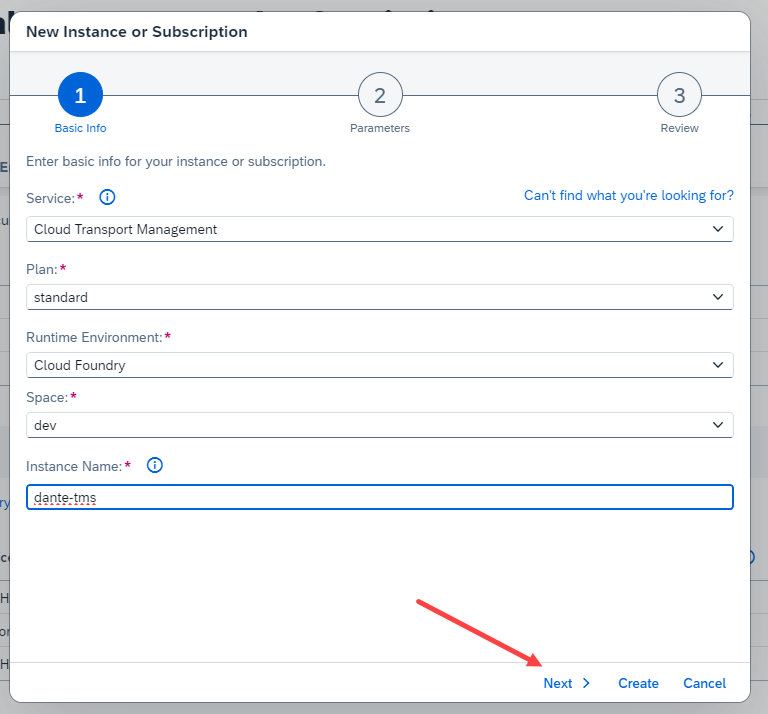 New Instance or Subscription
1
2
3
Basic Info
Parameters
Review
Enter basic info for your instance or subscription.
Service:*
Can't find what you're looking for?
Cloud Transport Management
Plan:*
standard
Runtime Environment:*
Cloud Foundry
Space:*
dev
Instance Name:*
dante-tms
Next
Create
Cancel